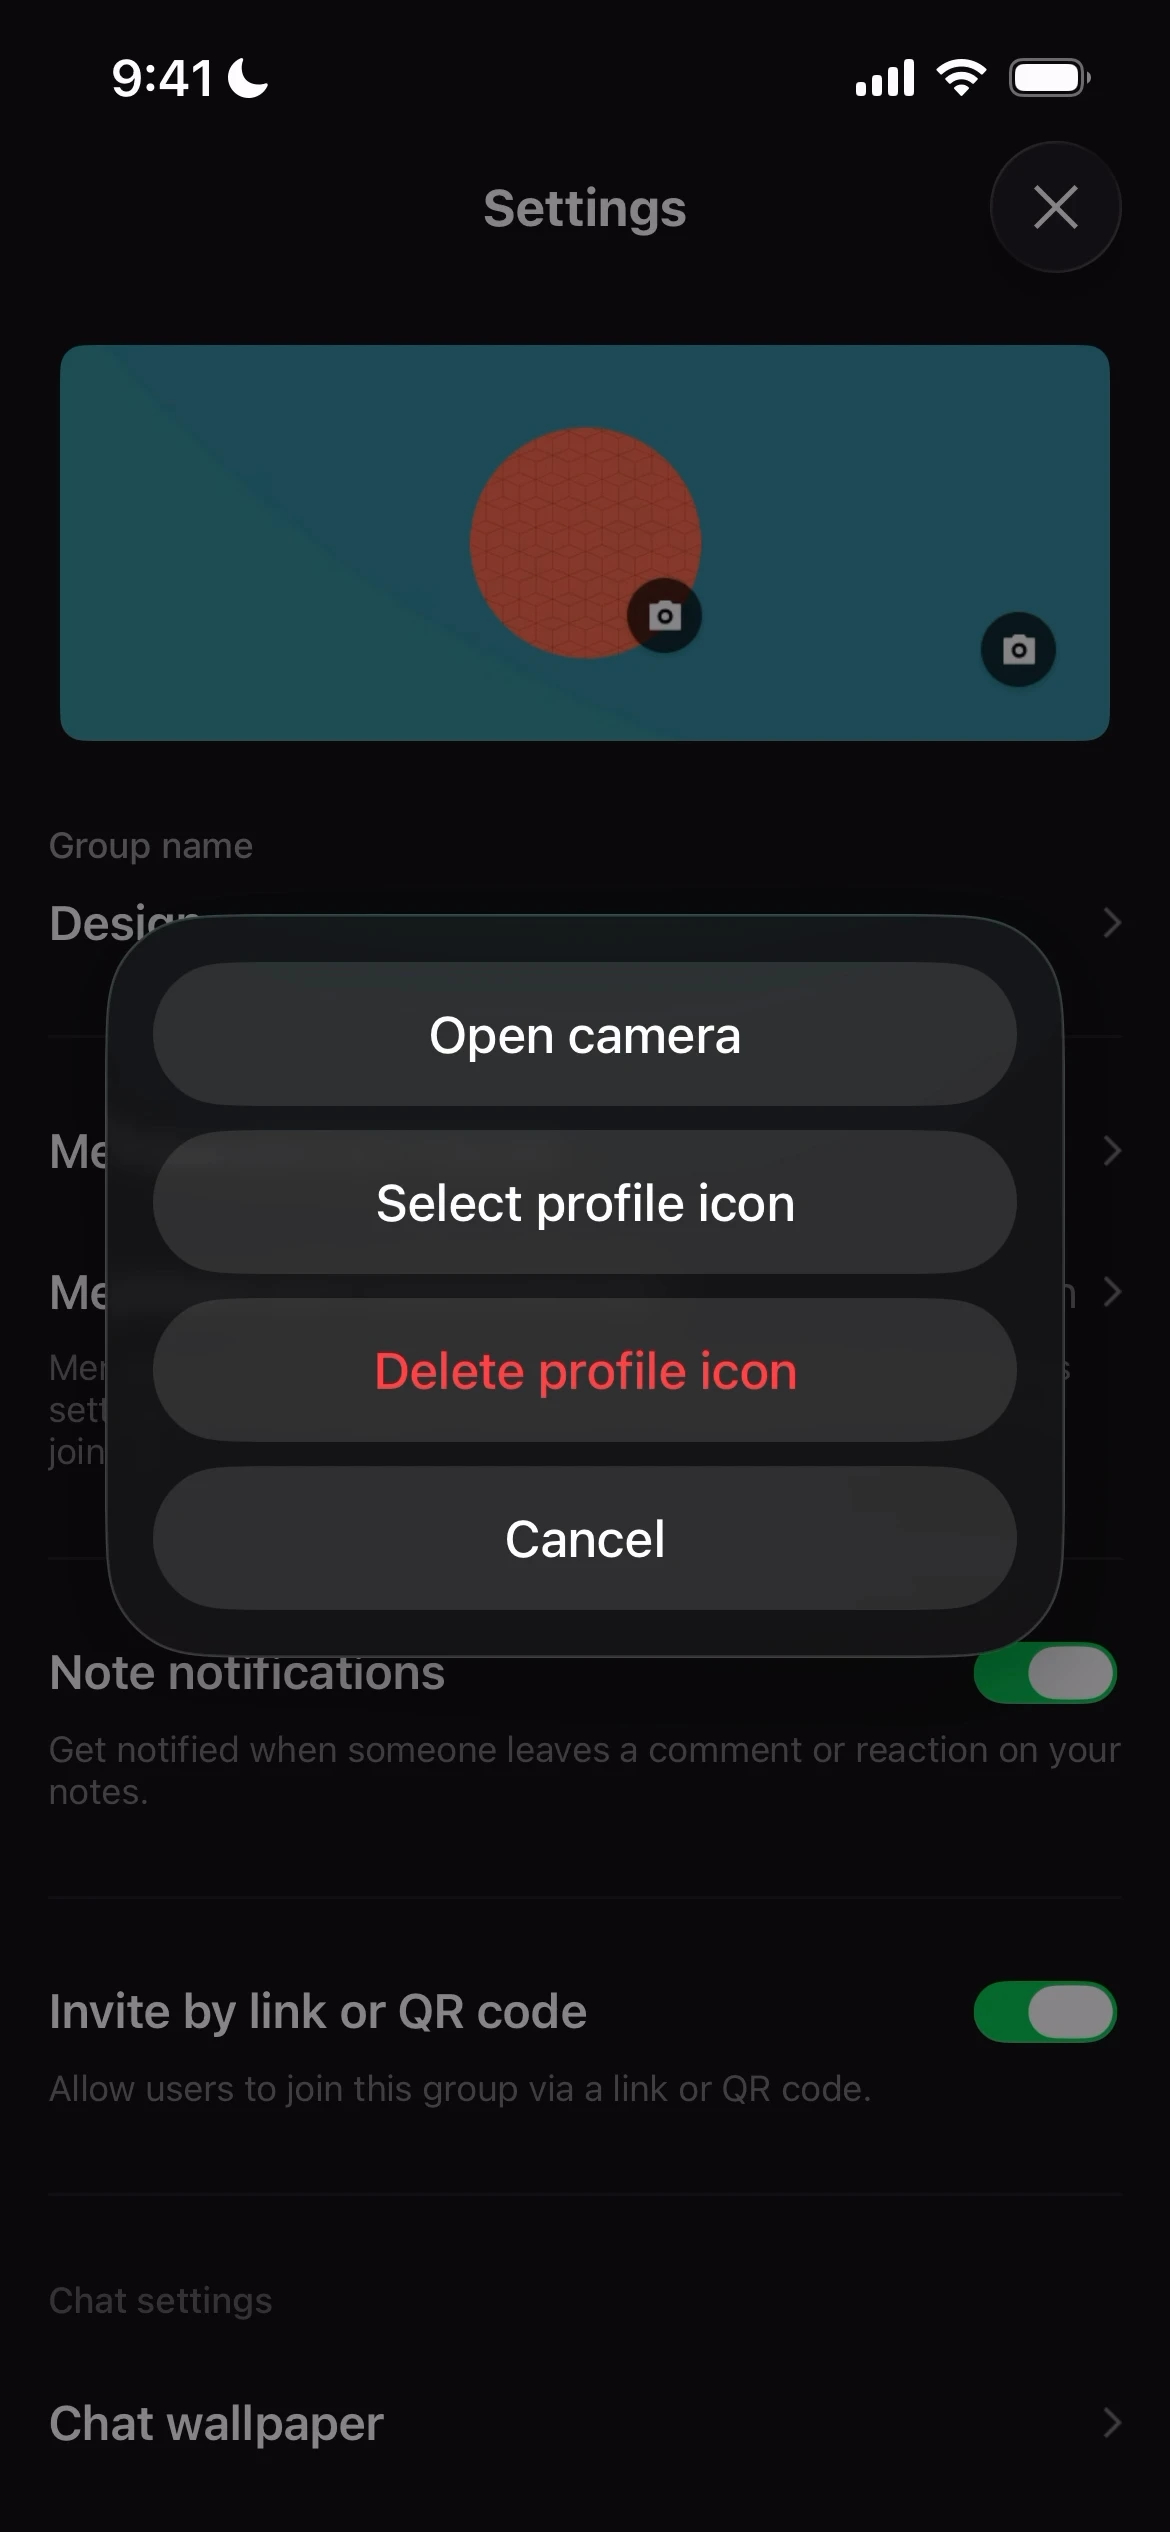 9:41
Settings
Group name
Open camera
Select profile icon
Delete profile icon
Cancel
Note notifications
Get notified when someone leaves a comment or reaction on your
notes.
Invite by link or QR code
Allow users to join this group via a link or QR code.
Chat settings
Chat wallpaper